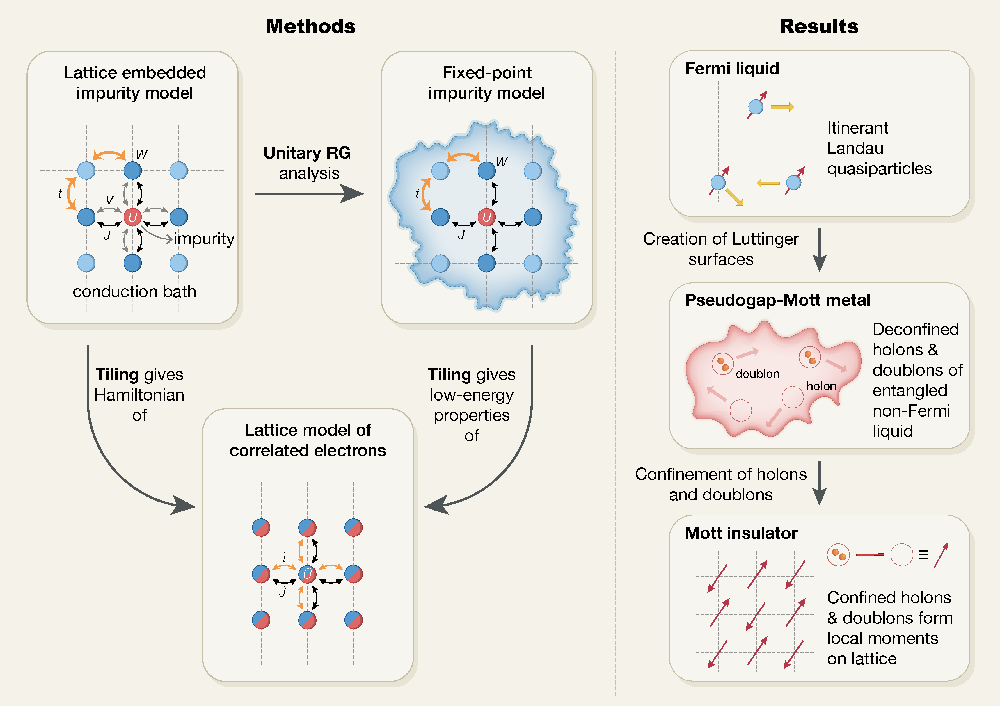 Methods
Lattice embedded
impurity model
W
t
V
U
J
impurity
conduction bath
Unitary RG
analysis
Fixed-point
impurity model
W
t
U
J
Tiling gives
Hamiltonian
of
Tiling gives
low-energy
properties
of
Lattice model of
correlated electrons
t̃
Ũ
J̃
Results
Fermi liquid
Itinerant
Landau
quasiparticles
Creation of Luttinger
surfaces
Pseudogap-Mott metal
doublon
holon
Deconfined
holons &
doublons of
entangled
non-Fermi
liquid
Confinement of holons
and doublons
Mott insulator
≡
Confined holons
& doublons form
local moments
on lattice